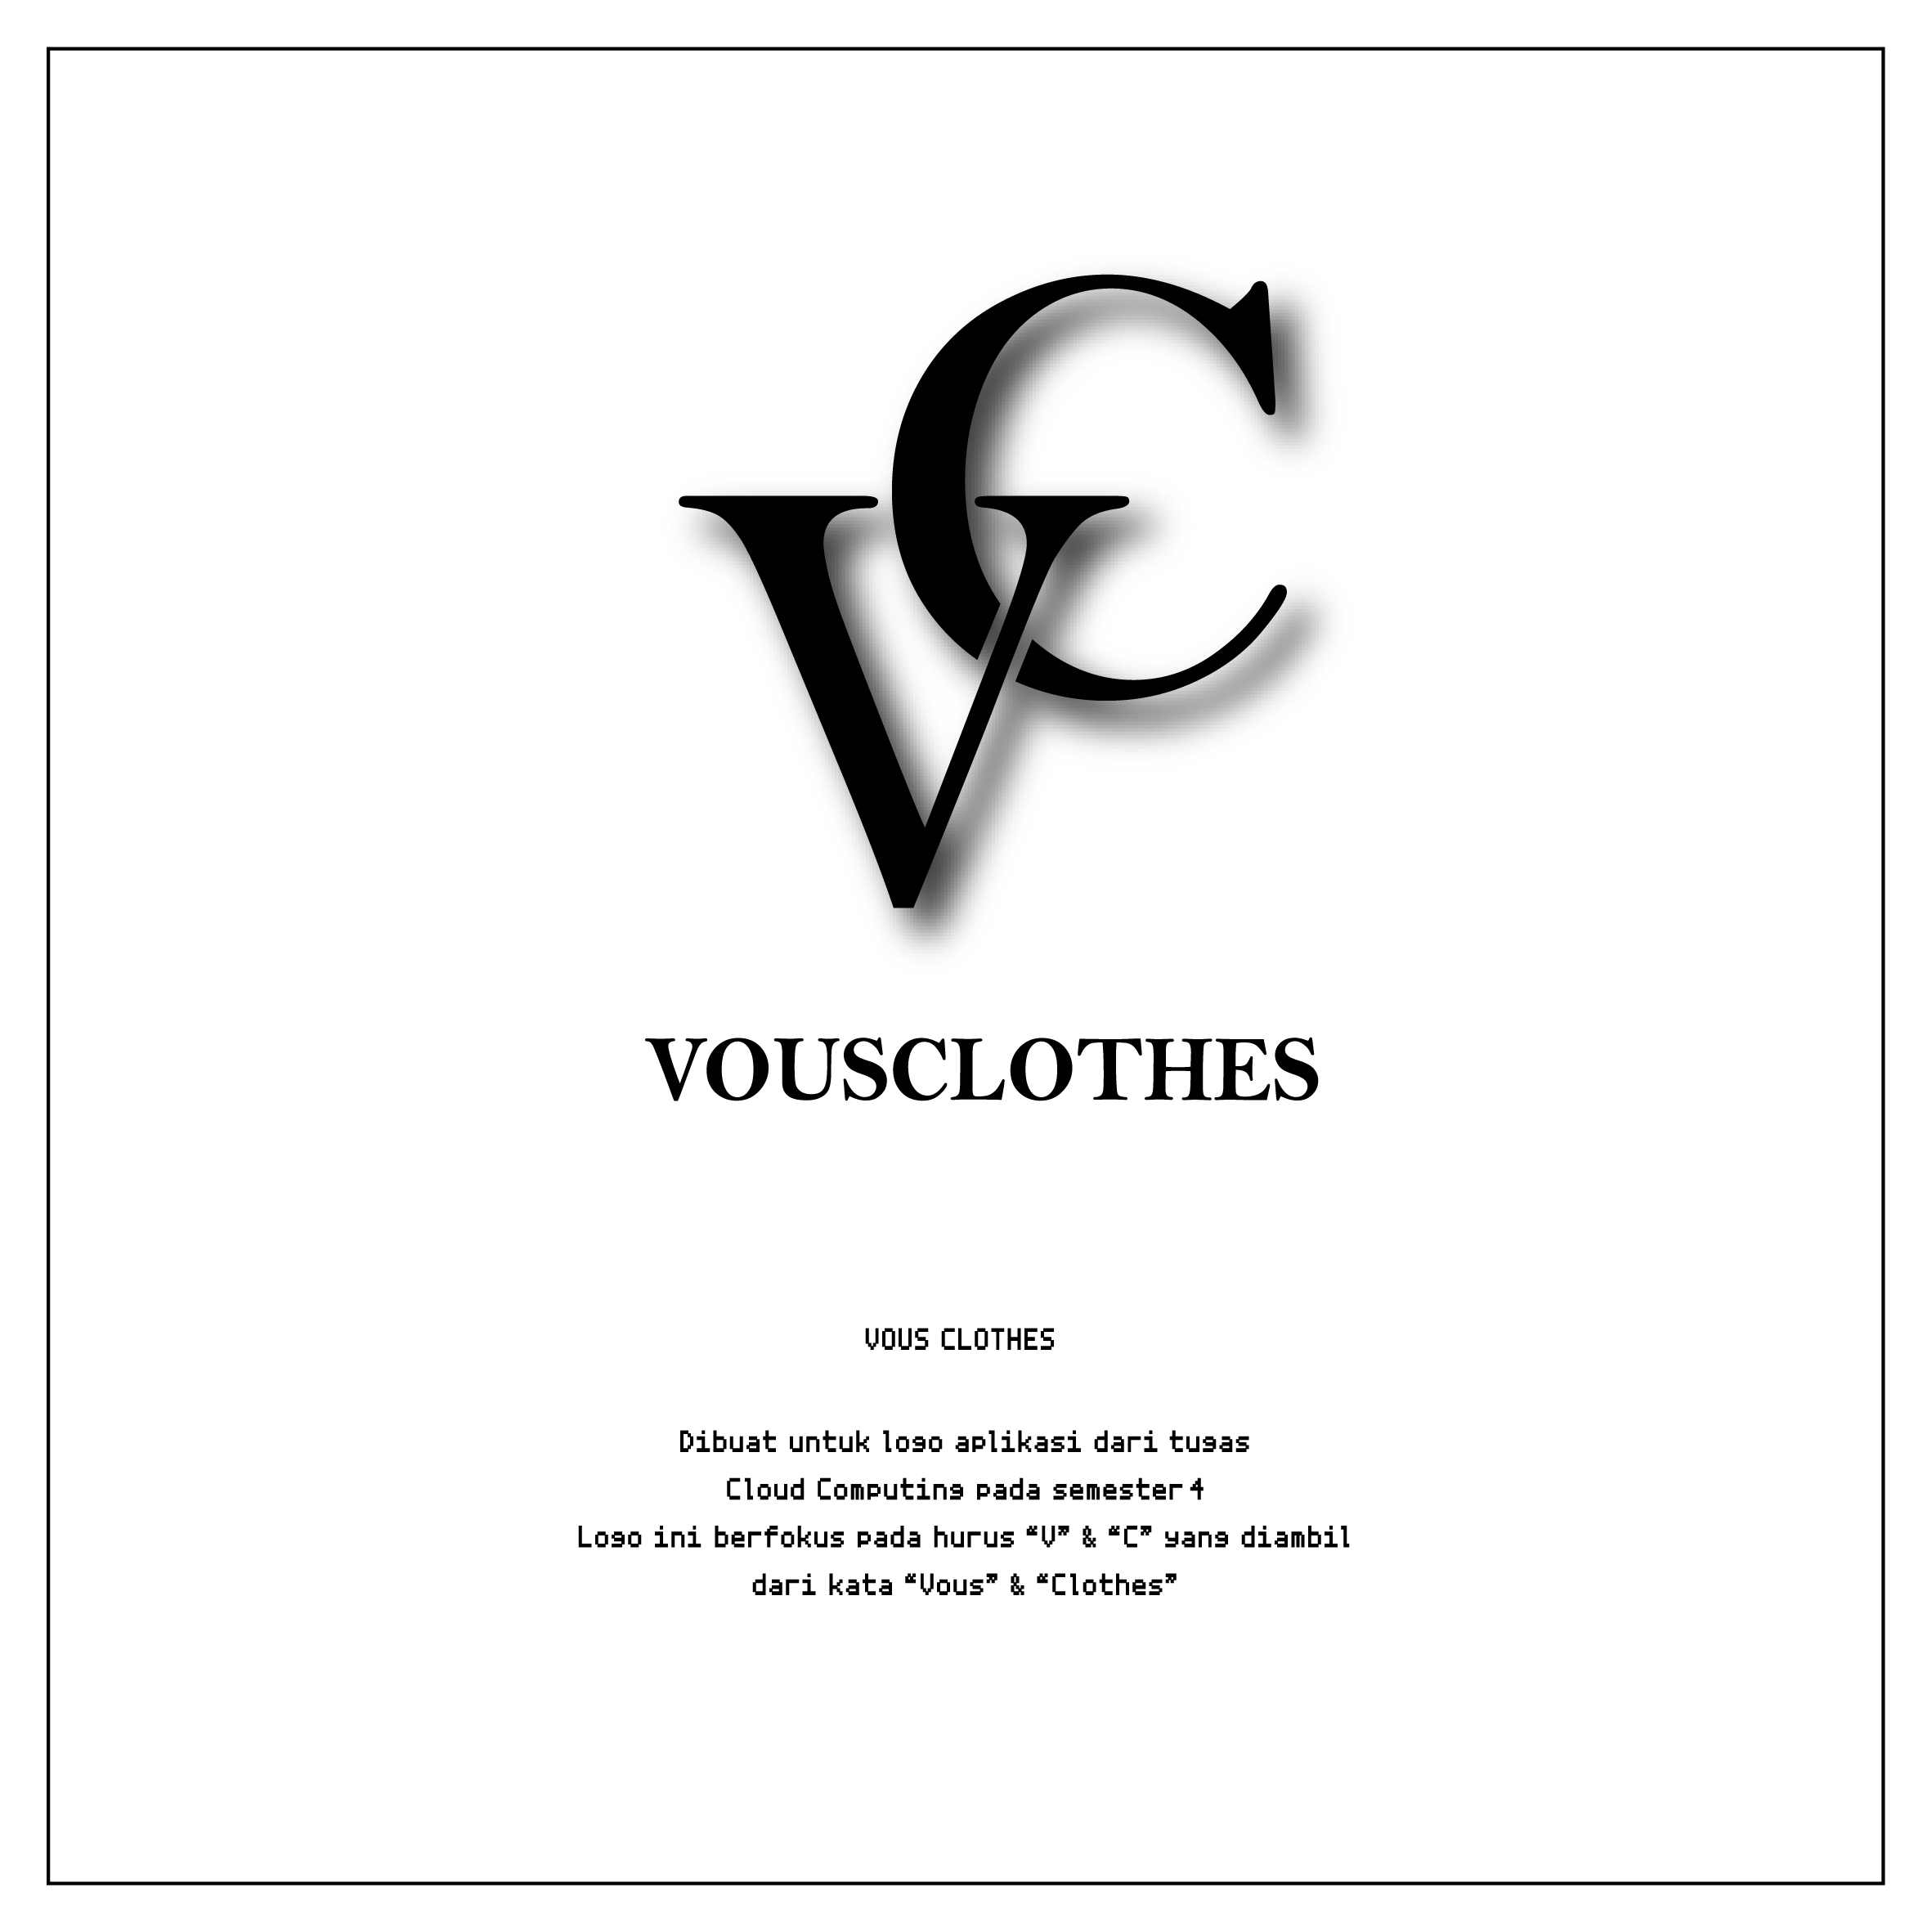 VC
VOUSCLOTHES
VOUS CLOTHES
Dibuat untuk logo aplikasi dari tugas
Cloud Computing pada semester 4
Logo ini berfokus pada hurus “V” & “C” yang diambil
dari kata “Vous” & “Clothes”